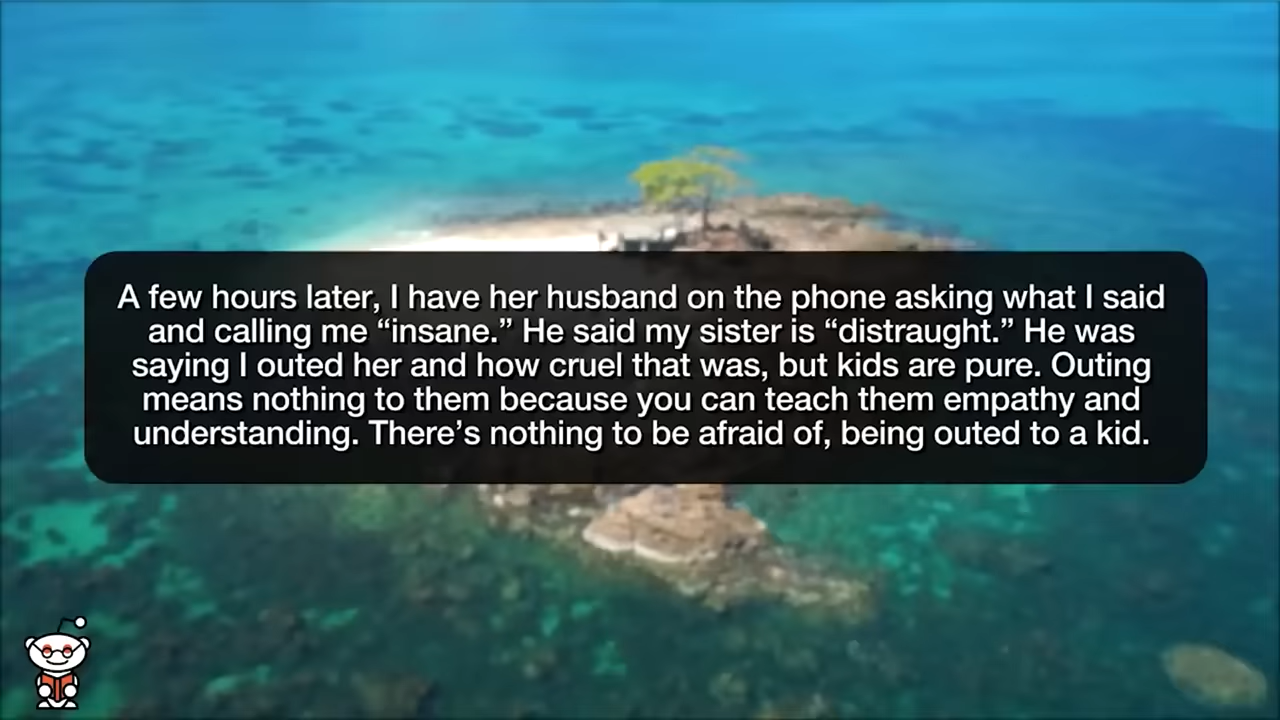 A few hours later, I have her husband on the phone asking what I said
and calling me “insane.” He said my sister is “distraught.” He was
saying I outed her and how cruel that was, but kids are pure. Outing
means nothing to them because you can teach them empathy and
understanding. There’s nothing to be afraid of, being outed to a kid.